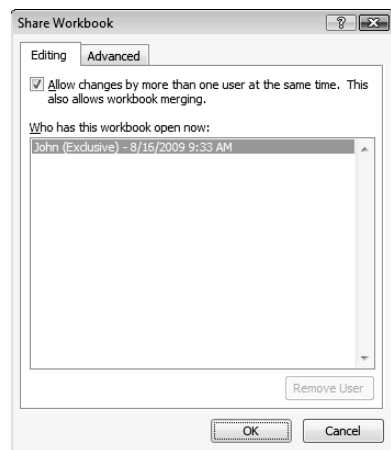 Share Workbook
Editing Advanced
Allow changes by more than one user at the same time. This
also allows workbook merging.
Who has this workbook open now:
John (Exclusive) - 8/16/2009 9:33 AM
Remove User
OK Cancel